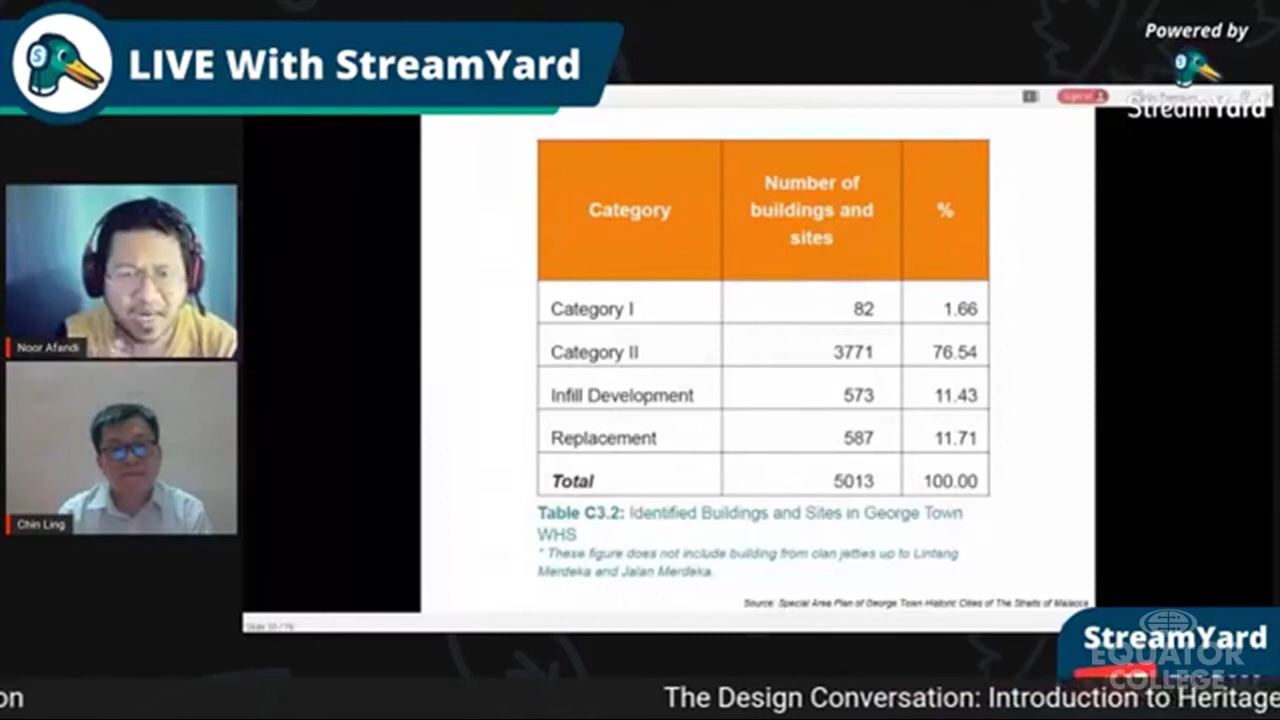 LIVE With StreamYard
Powered by
StreamYard
Category
Number of
buildings and
sites
%
Category I 82 1.66
Category II 3771 76.54
Infill Development 573 11.43
Replacement 587 11.71
Total 5013 100.00
Table C3.2: Identified Buildings and Sites in George Town
WHS
* These figure does not include building from clan jetties up to Lintang
Merdeka and Jalan Merdeka.
Source: Special Area Plan of George Town Historic Cities of The Straits of Malacca
Noor Afandi
Chin Ling
StreamYard
EQUATOR
COLLEGE
on
The Design Conversation: Introduction to Heritage